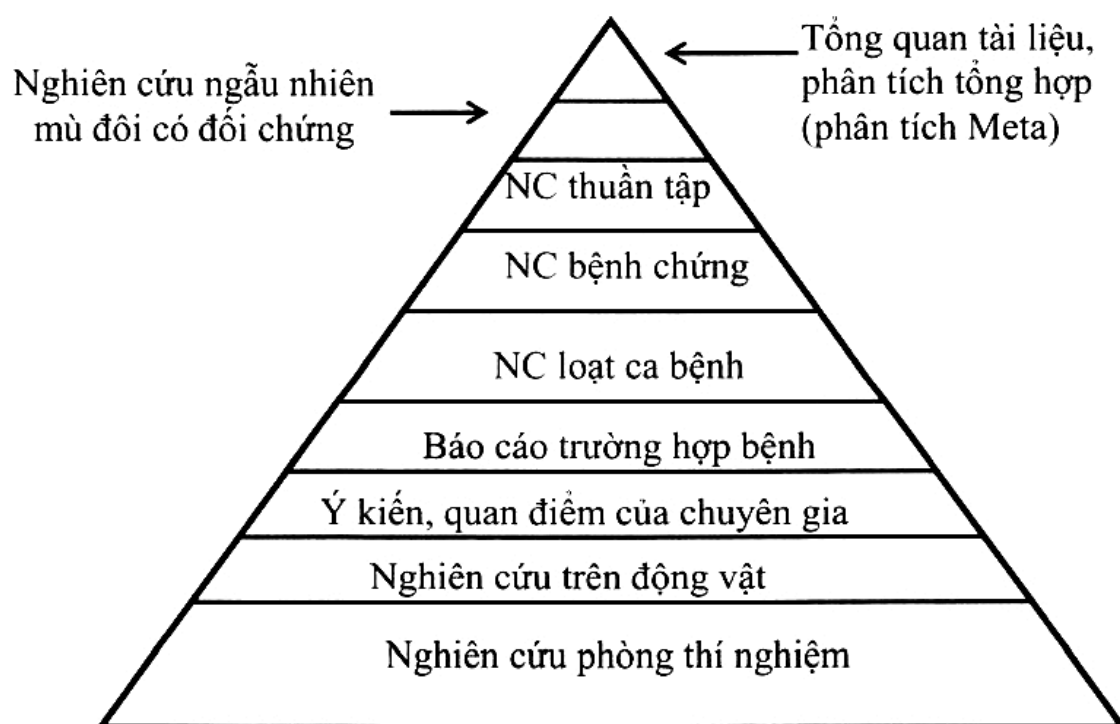 Tổng quan tài liệu,
phân tích tổng hợp
(phân tích Meta)
Nghiên cứu ngẫu nhiên
mù đôi có đối chứng
NC thuần tập
NC bệnh chứng
NC loạt ca bệnh
Báo cáo trường hợp bệnh
Ý kiến, quan điểm của chuyên gia
Nghiên cứu trên động vật
Nghiên cứu phòng thí nghiệm